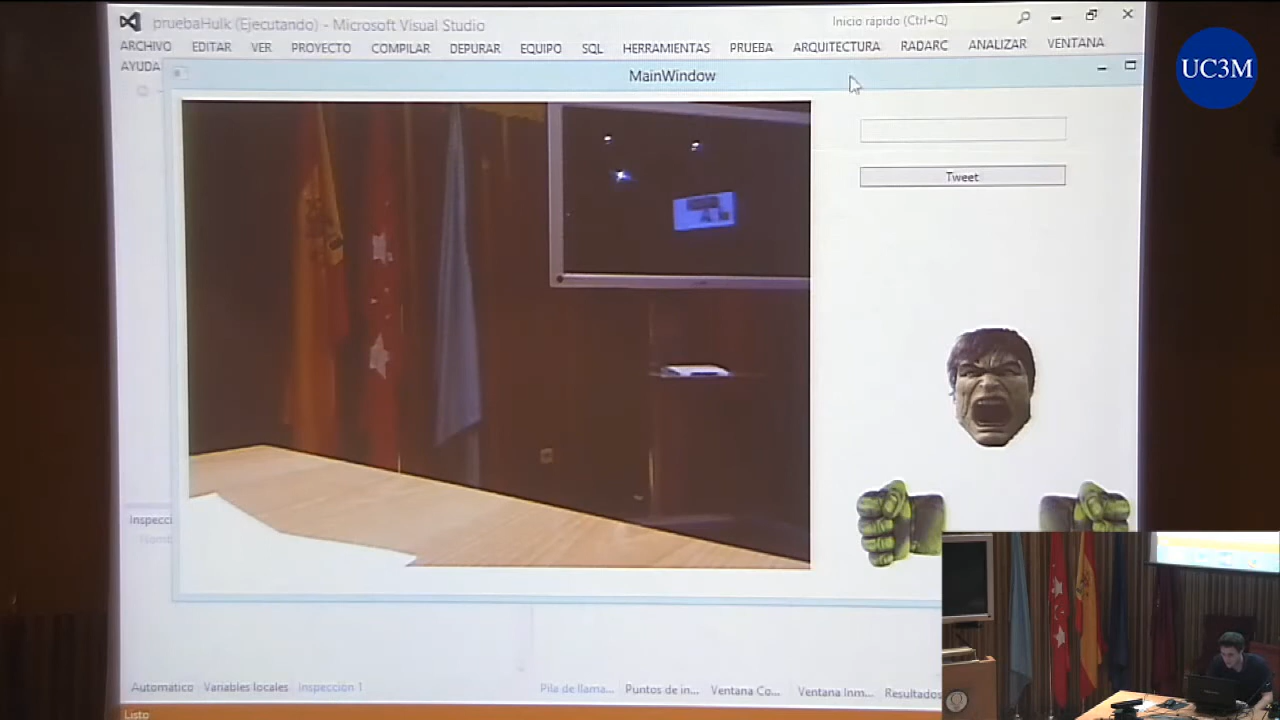 pruebaHulk (Ejecutando) - Microsoft Visual Studio
Inicio rápido (Ctrl+Q)
ARCHIVO EDITAR VER PROYECTO COMPILAR DEPURAR EQUIPO SQL HERRAMIENTAS PRUEBA ARQUITECTURA RADARC ANALIZAR VENTANA
AYUDA
UC3M
MainWindow
Tweet
Inspecci
Automático Variables locales Inspección 1
Pila de llama... Puntos de in... Ventana Co... Ventana Inm... Resultados
Listo